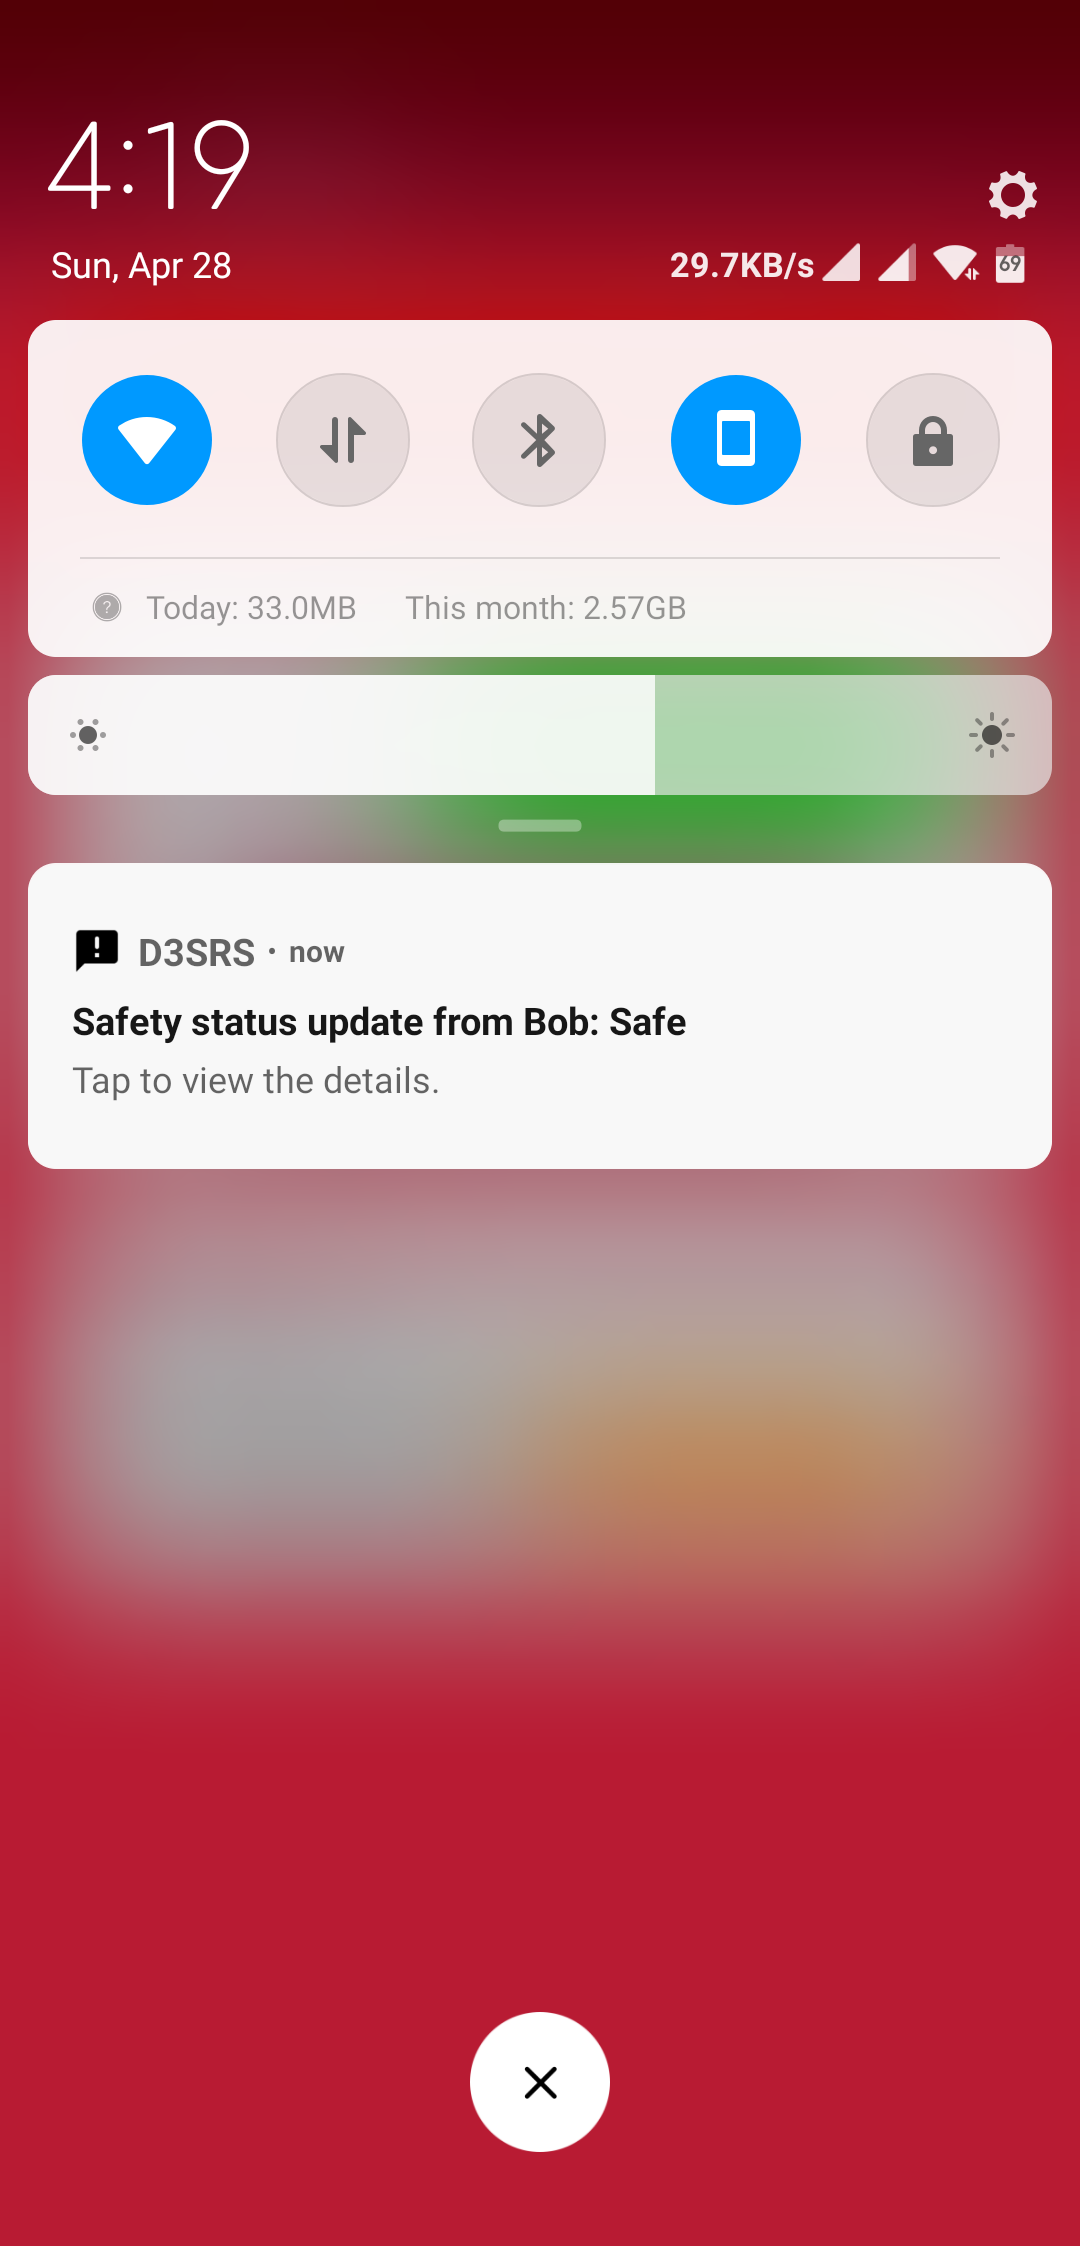 4:19
Sun, Apr 28
29.7KB/s
69
?
Today: 33.0MB This month: 2.57GB
D3SRS • now
Safety status update from Bob: Safe
Tap to view the details.